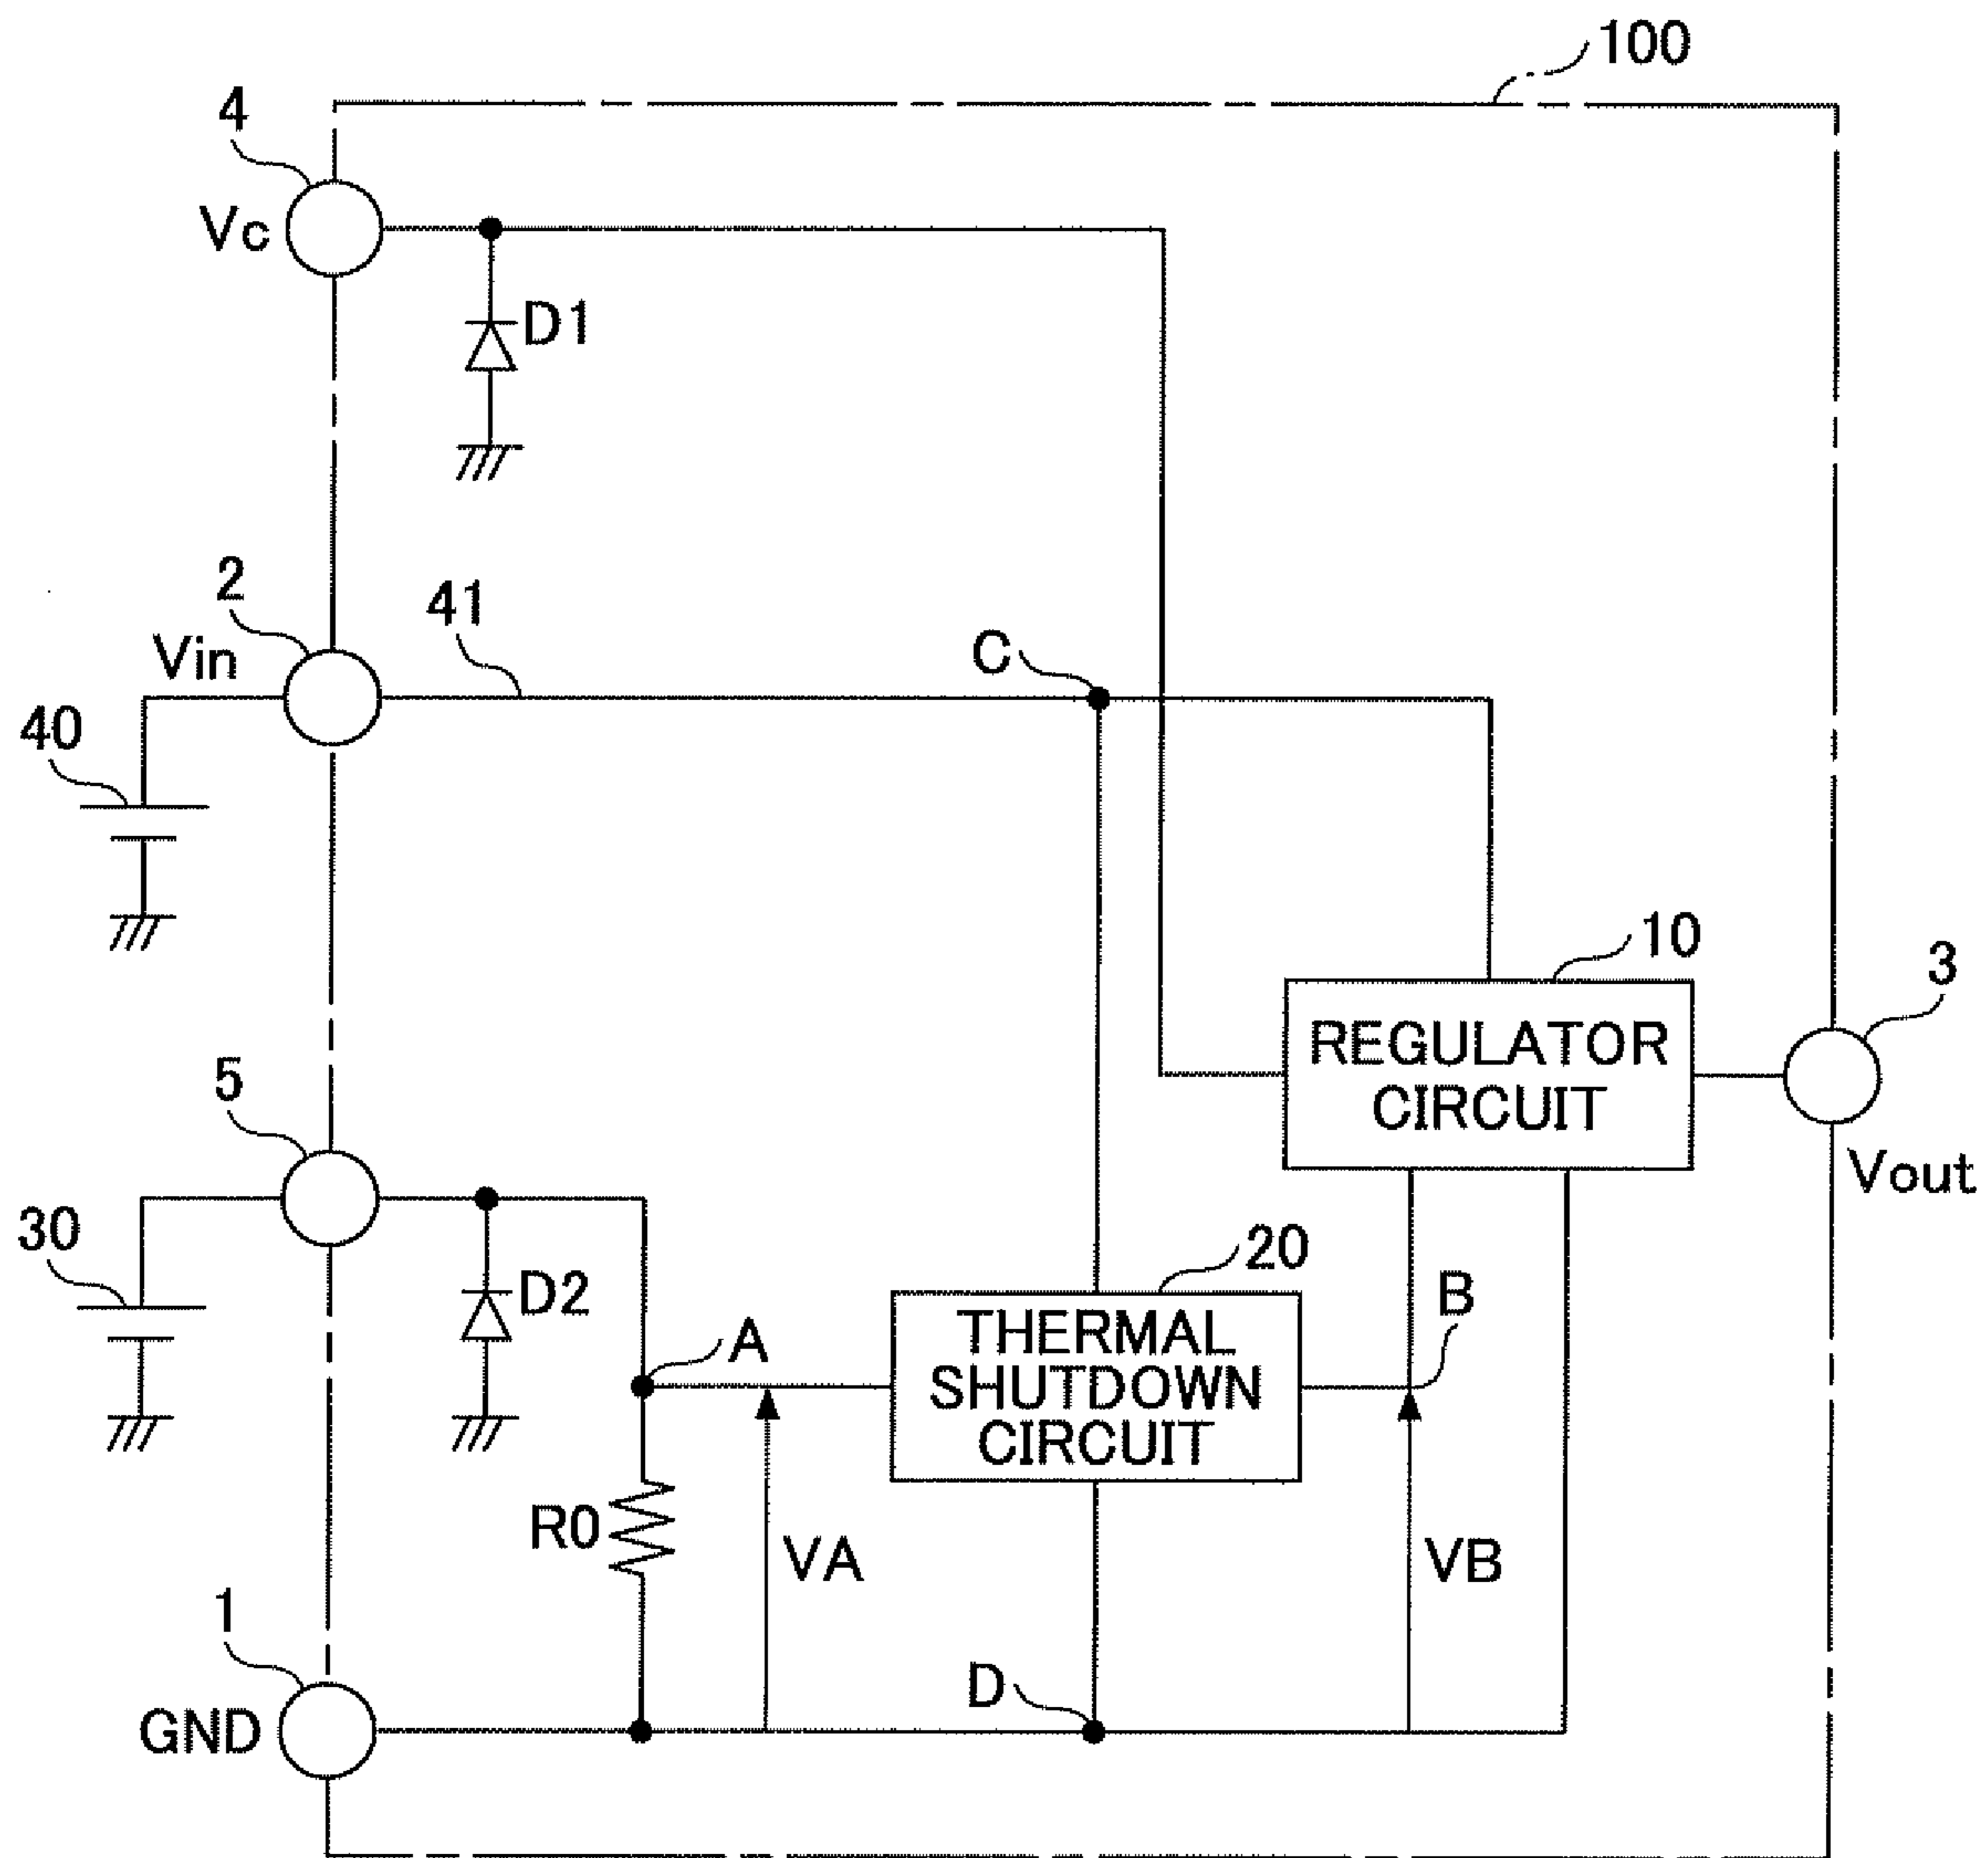 100
4
Vc
D1
2
Vin
41
C
40
10
3
REGULATOR
CIRCUIT
Vout
5
30
D2
20
B
A
THERMAL
SHUTDOWN
CIRCUIT
R0
VA
VB
1
D
GND